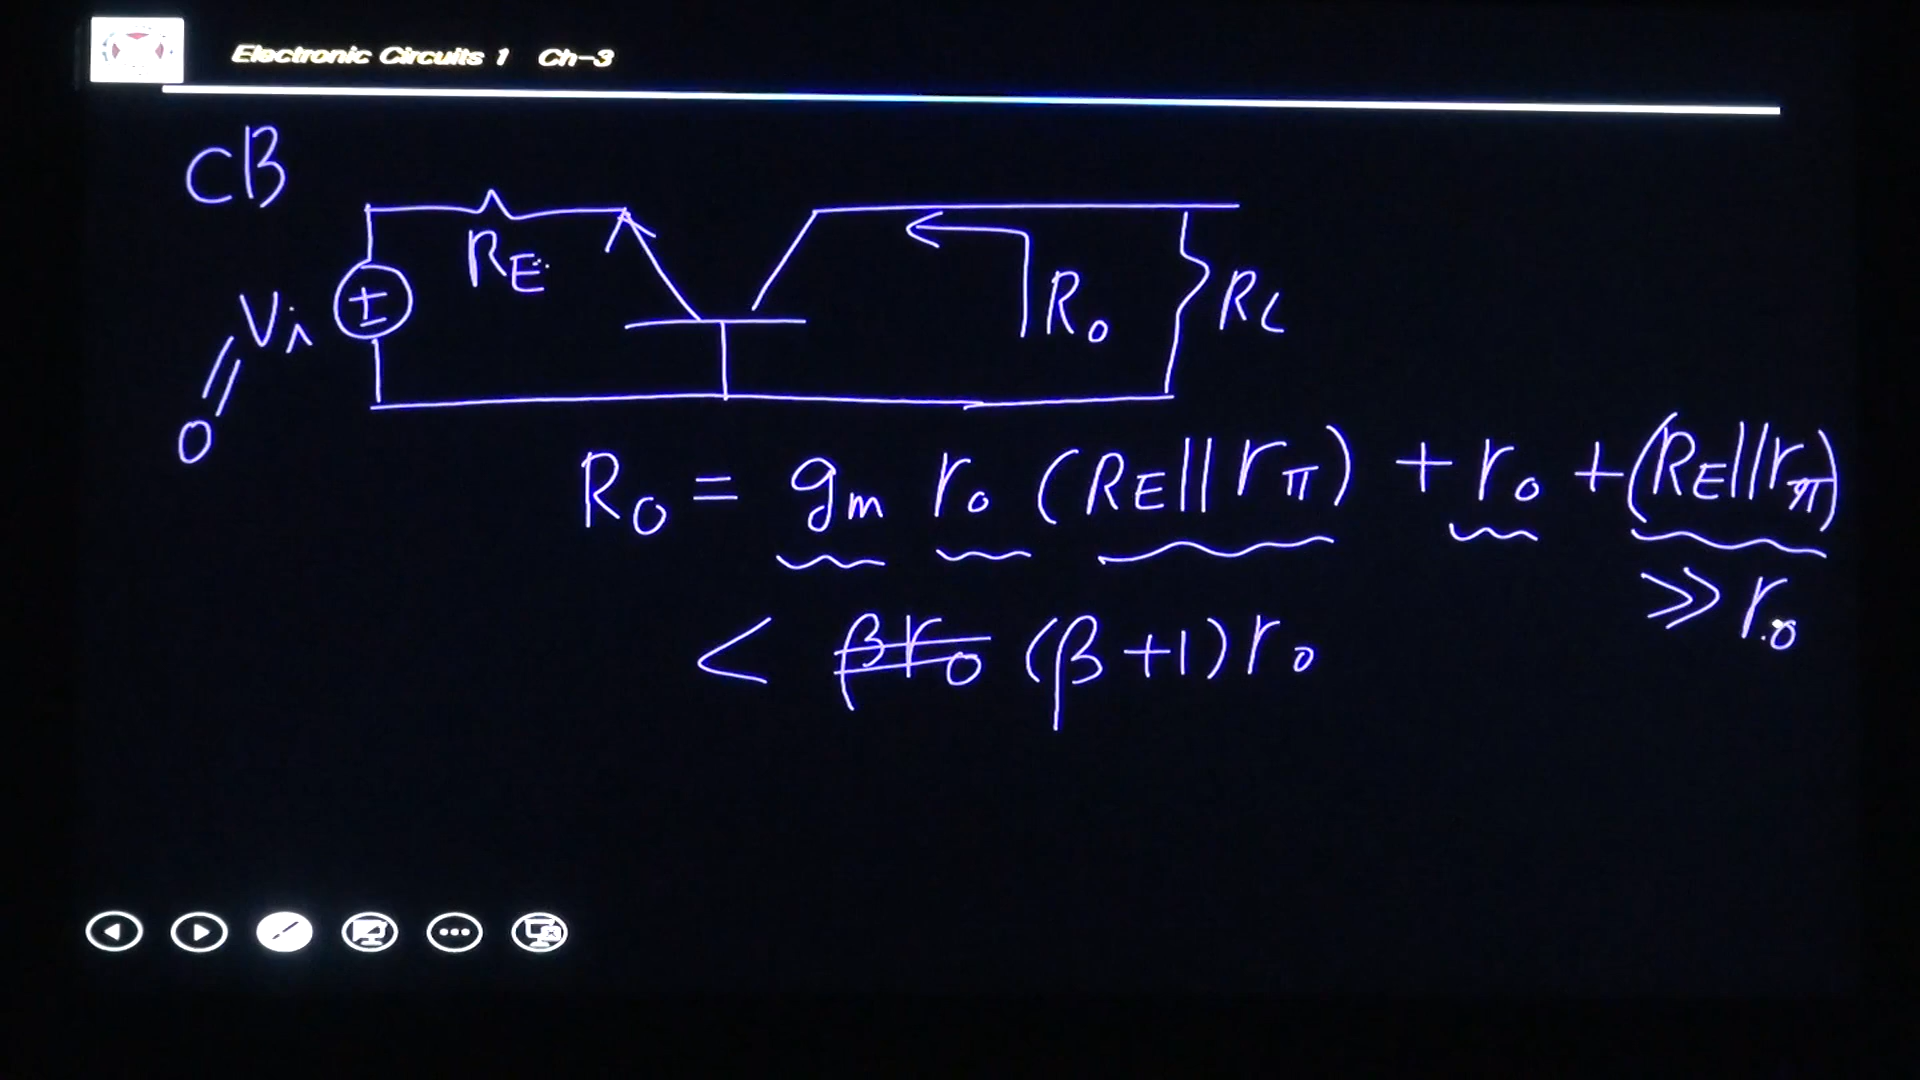 Electronic Circuits 1 Ch-3
CB
RE
Vi
±
0
Ro
RL
Ro = gm ro (RE||rπ) + ro + (RE||rπ)
≫ ro
< βro (β+1)ro